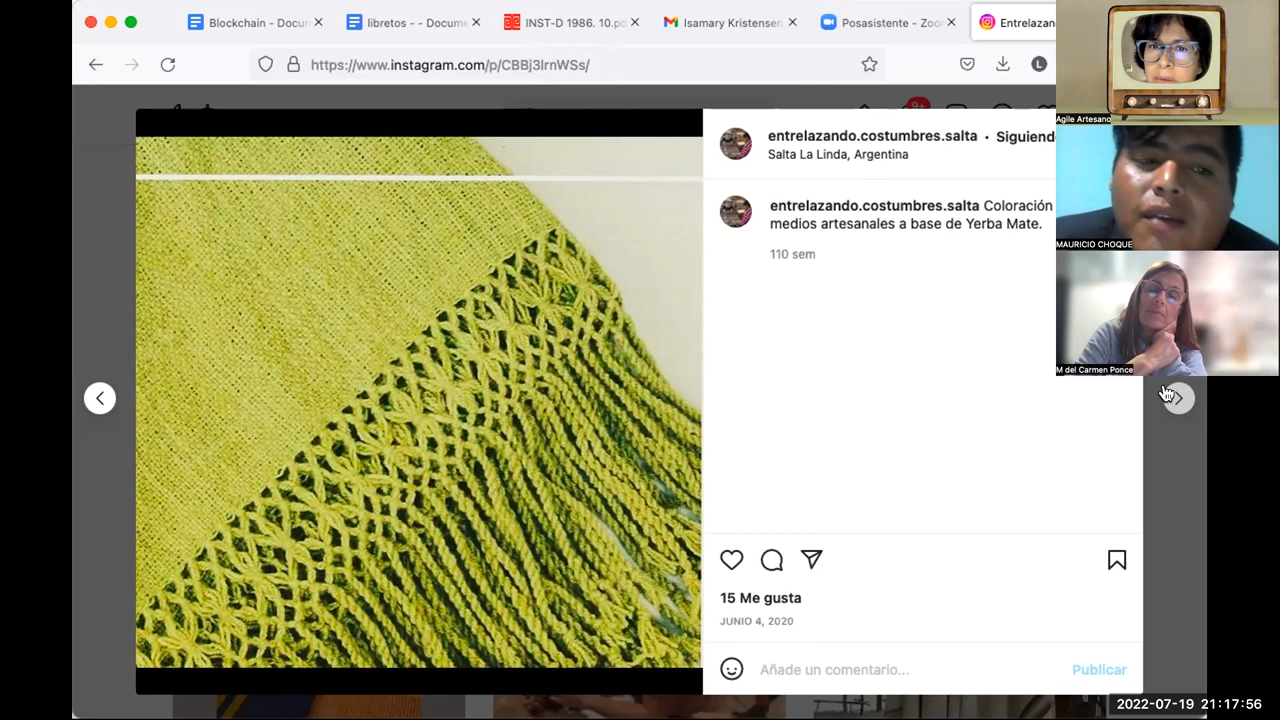 Blockchain - Docum
libretos - - Docume
INST-D 1986. 10.pd
Isamary Kristensen
Posasistente - Zoo
Entrelazan
https://www.instagram.com/p/CBBj3lrnWSs/
L
9+
entrelazando.costumbres.salta • Siguiendo
Salta La Linda, Argentina
entrelazando.costumbres.salta Coloración
medios artesanales a base de Yerba Mate.
110 sem
15 Me gusta
JUNIO 4, 2020
Añade un comentario...
Publicar
Agile Artesano
MAURICIO CHOQUE
M del Carmen Ponce
2022-07-19 21:17:56